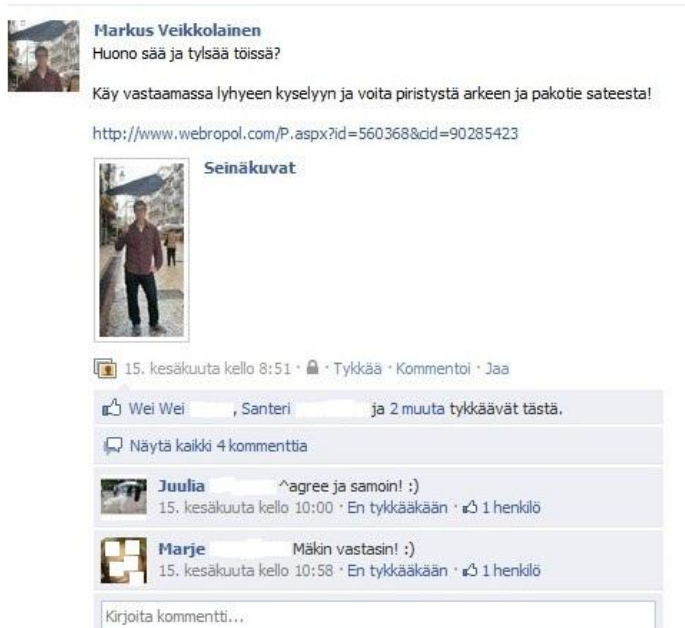 Markus Veikkolainen
Huono sää ja tylsää töissä?
Käy vastaamassa lyhyeen kyselyyn ja voita piristystä arkeen ja pakotie sateesta!
http://www.webropol.com/P.aspx?id=560368&cid=90285423
Seinäkuvat
15. kesäkuuta kello 8:51 · Tykkää · Kommentoi · Jaa
Wei Wei , Santeri ja 2 muuta tykkäävät tästä.
Näytä kaikki 4 kommenttia
Juulia ^agree ja samoin! :)
15. kesäkuuta kello 10:00 · En tykkääkään · 1 henkilö
Marje Mäkin vastasin! :)
15. kesäkuuta kello 10:58 · En tykkääkään · 1 henkilö
Kirjoita kommentti...